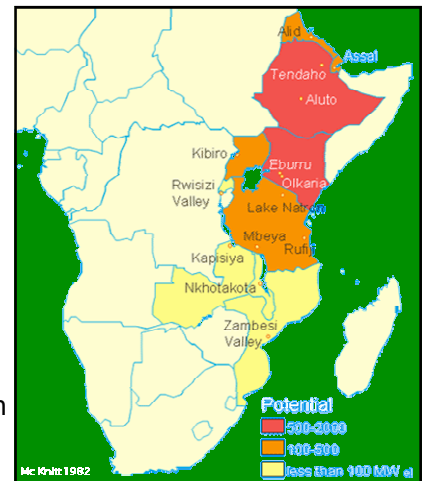 Alid
Assal
Tendaho
Aluto
Kibiro
Eburru
Olkaria
Rwisizi
Valley
Lake Natron
Mbeya
Rufiji
Kapisiya
Nkhotakota
Zambesi
Valley
n
Potential
500-2000
100-500
less than 100 MW el
Mc Knitt 1982